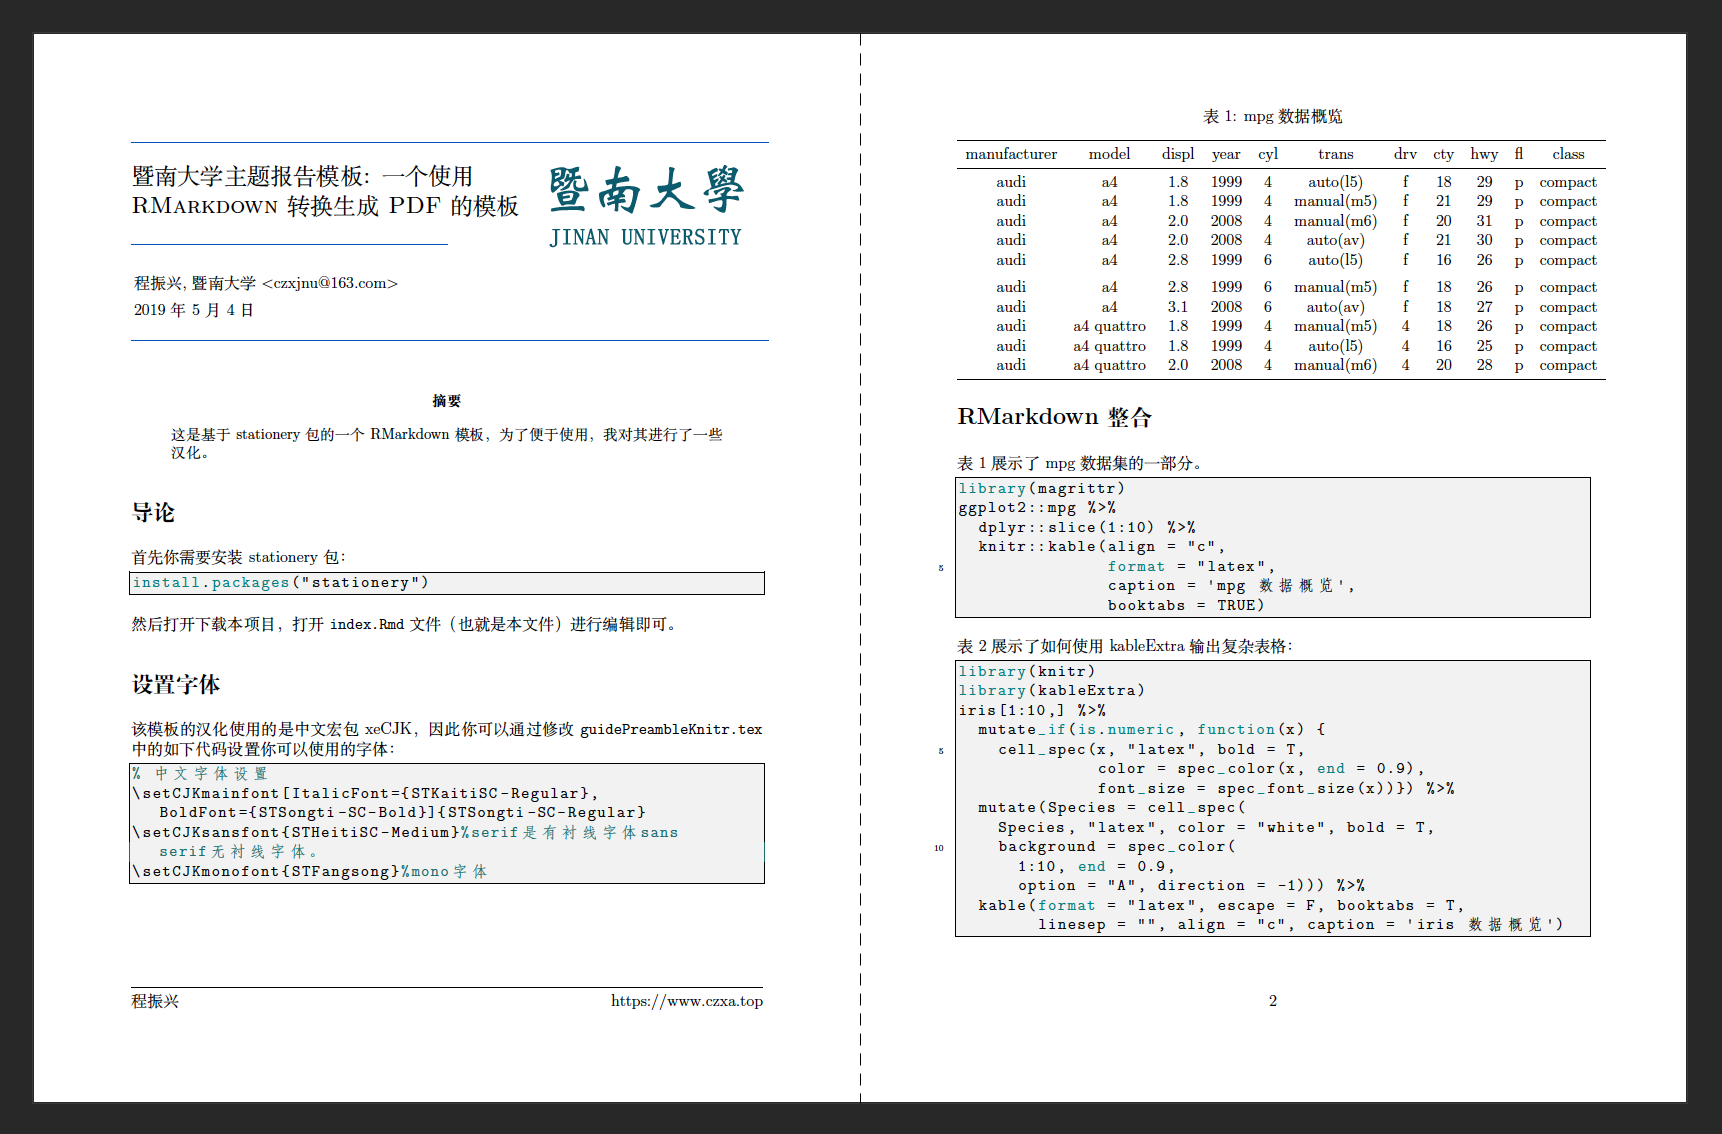 暨南大学主题报告模板: 一个使用
RMARKDOWN 转换生成 PDF 的模板
暨南大學
JINAN UNIVERSITY
程振兴, 暨南大学 <czxjnu@163.com>
2019 年 5 月 4 日
摘要
这是基于 stationery 包的一个 RMarkdown 模板，为了便于使用，我对其进行了一些
汉化。
导论
首先你需要安装 stationery 包：
install.packages("stationery")
然后打开下载本项目，打开 index.Rmd 文件（也就是本文件）进行编辑即可。
设置字体
该模板的汉化使用的是中文宏包 xeCJK，因此你可以通过修改 guidePreambleKnitr.tex
中的如下代码设置你可以使用的字体：
% 中文字体设置
\setCJKmainfont[ItalicFont={STKaitiSC-Regular},
BoldFont={STSongti-SC-Bold}]{STSongti-SC-Regular}
\setCJKsansfont{STHeitiSC-Medium}%serif是有衬线字体sans
serif无衬线字体。
\setCJKmonofont{STFangsong}%mono字体
程振兴 https://www.czxa.top
表 1: mpg 数据概览
manufacturer model displ year cyl trans drv cty hwy fl class
audi a4 1.8 1999 4 auto(l5) f 18 29 p compact
audi a4 1.8 1999 4 manual(m5) f 21 29 p compact
audi a4 2.0 2008 4 manual(m6) f 20 31 p compact
audi a4 2.0 2008 4 auto(av) f 21 30 p compact
audi a4 2.8 1999 6 auto(l5) f 16 26 p compact
audi a4 2.8 1999 6 manual(m5) f 18 26 p compact
audi a4 3.1 2008 6 auto(av) f 18 27 p compact
audi a4 quattro 1.8 1999 4 manual(m5) 4 18 26 p compact
audi a4 quattro 1.8 1999 4 auto(l5) 4 16 25 p compact
audi a4 quattro 2.0 2008 4 manual(m6) 4 20 28 p compact
RMarkdown 整合
表 1 展示了 mpg 数据集的一部分。
library(magrittr)
ggplot2::mpg %>%
dplyr::slice(1:10) %>%
knitr::kable(align = "c",
5 format = "latex",
caption = 'mpg 数据概览',
booktabs = TRUE)
表 2 展示了如何使用 kableExtra 输出复杂表格：
library(knitr)
library(kableExtra)
iris[1:10,] %>%
mutate_if(is.numeric, function(x) {
5 cell_spec(x, "latex", bold = T,
color = spec_color(x, end = 0.9),
font_size = spec_font_size(x))}) %>%
mutate(Species = cell_spec(
Species, "latex", color = "white", bold = T,
10 background = spec_color(
1:10, end = 0.9,
option = "A", direction = -1))) %>%
kable(format = "latex", escape = F, booktabs = T,
linesep = "", align = "c", caption = 'iris 数据概览')
2